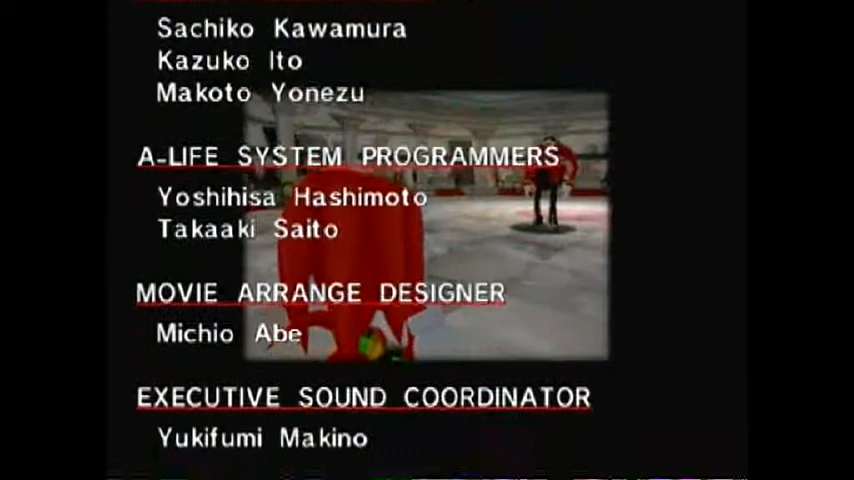 Sachiko Kawamura
Kazuko Ito
Makoto Yonezu
A-LIFE SYSTEM PROGRAMMERS
Yoshihisa Hashimoto
Takaaki Saito
MOVIE ARRANGE DESIGNER
Michio Abe
EXECUTIVE SOUND COORDINATOR
Yukifumi Makino